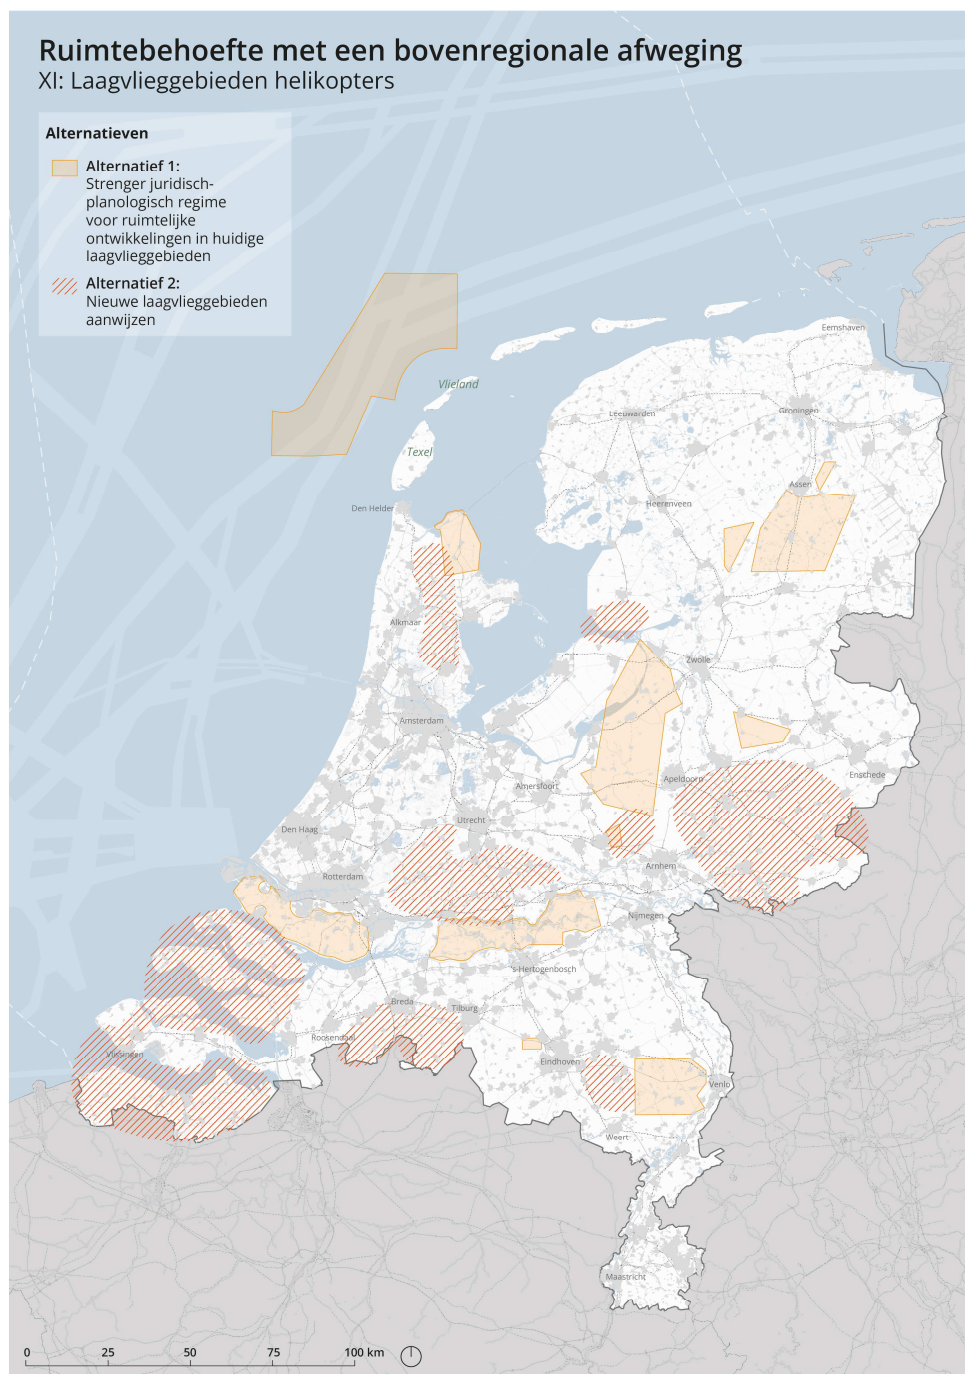 Ruimtebehoefte met een bovenregionale afweging
XI: Laagvlieggebieden helikopters
Alternatieven
Alternatief 1:
Strenger juridisch-
planologisch regime
voor ruimtelijke
ontwikkelingen in huidige
laagvlieggebieden
Alternatief 2:
Nieuwe laagvlieggebieden
aanwijzen
Eemshaven
Vlieland
Leeuwarden
Groningen
Texel
Assen
Den Helder
Heerenveen
Alkmaar
Zwolle
Amsterdam
Enschede
Apeldoorn
Amersfoort
Utrecht
Den Haag
Arnhem
Rotterdam
Nijmegen
's-Hertogenbosch
Breda
Tilburg
Roosendaal
Vlissingen
Eindhoven
Venlo
Weert
Maastricht
0 25 50 75 100 km